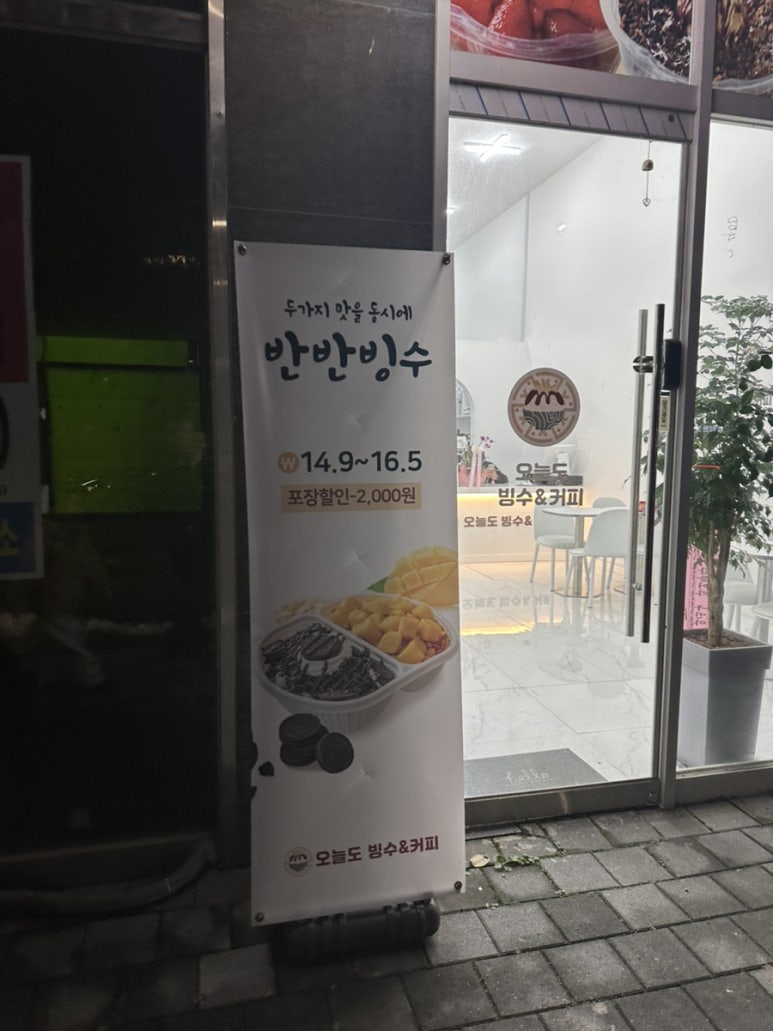 두가지 맛을 동시에
반반빙수
₩14.9~16.5
포장할인-2,000원
오늘도 빙수&커피
오늘도
빙수&커피
오늘도 빙수&
hello